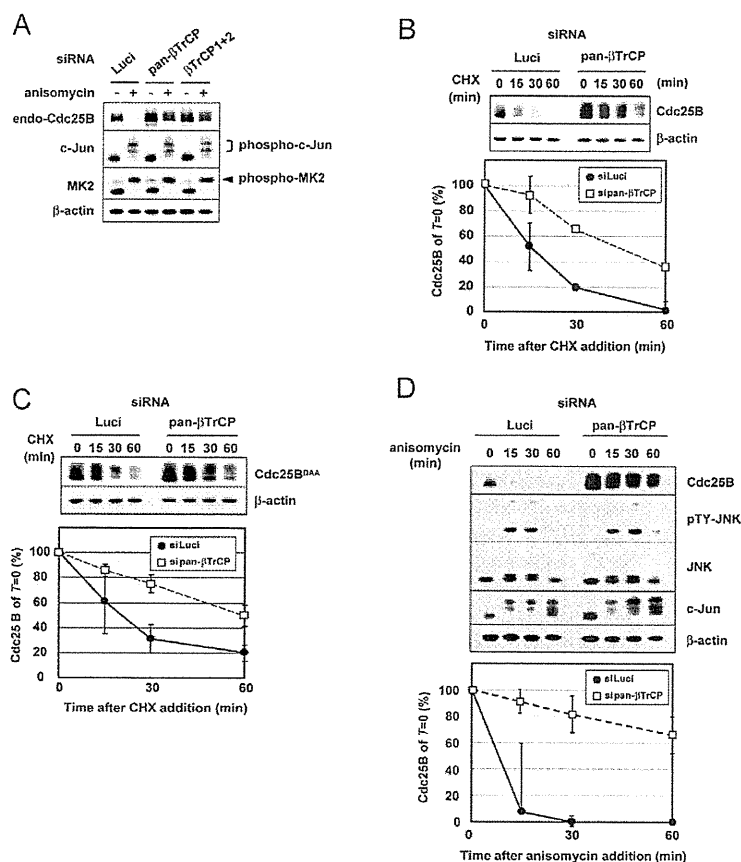 A
siRNA
Luci
pan-βTrCP
βTrCP1+2
anisomycin - + - + - +
endo-Cdc25B
c-Jun
phospho-c-Jun
MK2
phospho-MK2
β-actin
B
siRNA
Luci pan-βTrCP
CHX (min) 0 15 30 60 0 15 30 60 (min)
Cdc25B
β-actin
siLuci
sipan-βTrCP
Cdc25B of T=0 (%)
100
80
60
40
20
0
0 30 60
Time after CHX addition (min)
C
siRNA
Luci pan-βTrCP
CHX (min) 0 15 30 60 0 15 30 60
Cdc25BDAA
β-actin
siLuci
sipan-βTrCP
Cdc25 B of T=0 (%)
100
80
60
40
20
0
0 30 60
Time after CHX addition (min)
D
siRNA
Luci pan-βTrCP
anisomycin (min) 0 15 30 60 0 15 30 60
Cdc25B
pTY-JNK
JNK
c-Jun
β-actin
siLuci
sipan-βTrCP
Cdc25B of T=0 (%)
100
80
60
40
20
0
0 30 60
Time after anisomycin addition (min)